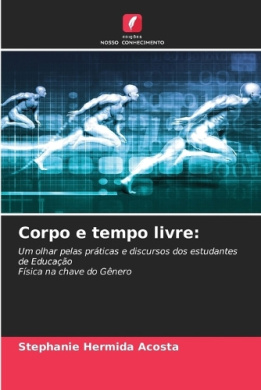 edições
NOSSO CONHECIMENTO
Corpo e tempo livre:
Um olhar pelas práticas e discursos dos estudantes
de Educação
Física na chave do Gênero
Stephanie Hermida Acosta